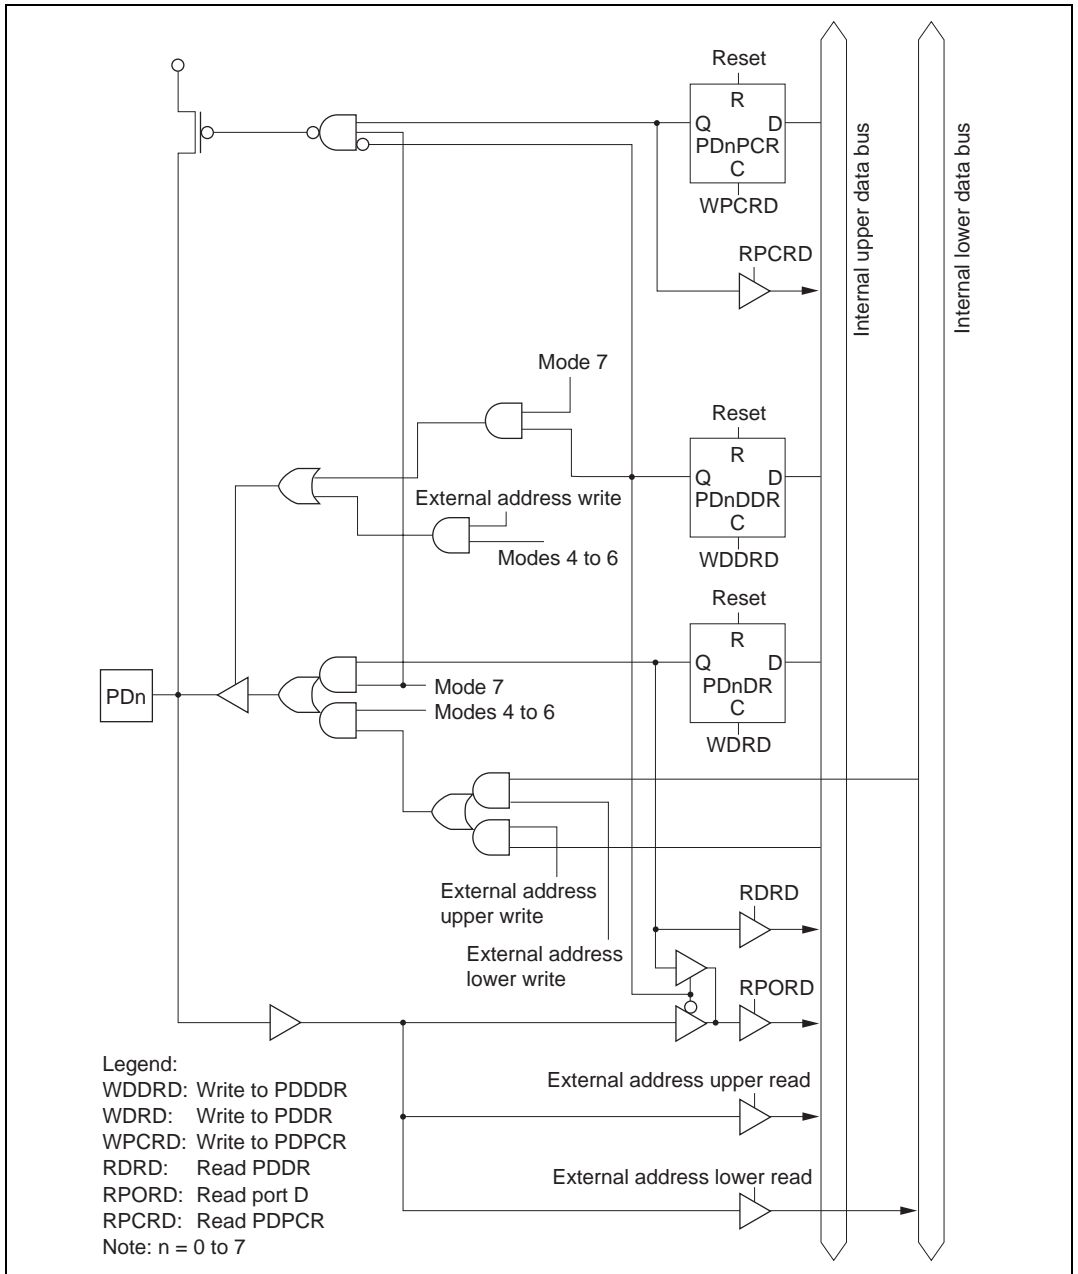 Reset
R
Q
D
PDnPCR
C
WPCRD
RPCRD
Internal upper data bus
Internal lower data bus
Mode 7
Reset
R
Q
D
PDnDDR
C
WDDRD
External address write
Modes 4 to 6
Reset
R
Q
D
PDnDR
C
WDRD
PDn
Mode 7
Modes 4 to 6
External address
upper write
External address
lower write
RDRD
RPORD
External address upper read
External address lower read
Legend:
WDDRD: Write to PDDDR
WDRD: Write to PDDR
WPCRD: Write to PDPCR
RDRD: Read PDDR
RPORD: Read port D
RPCRD: Read PDPCR
Note: n = 0 to 7